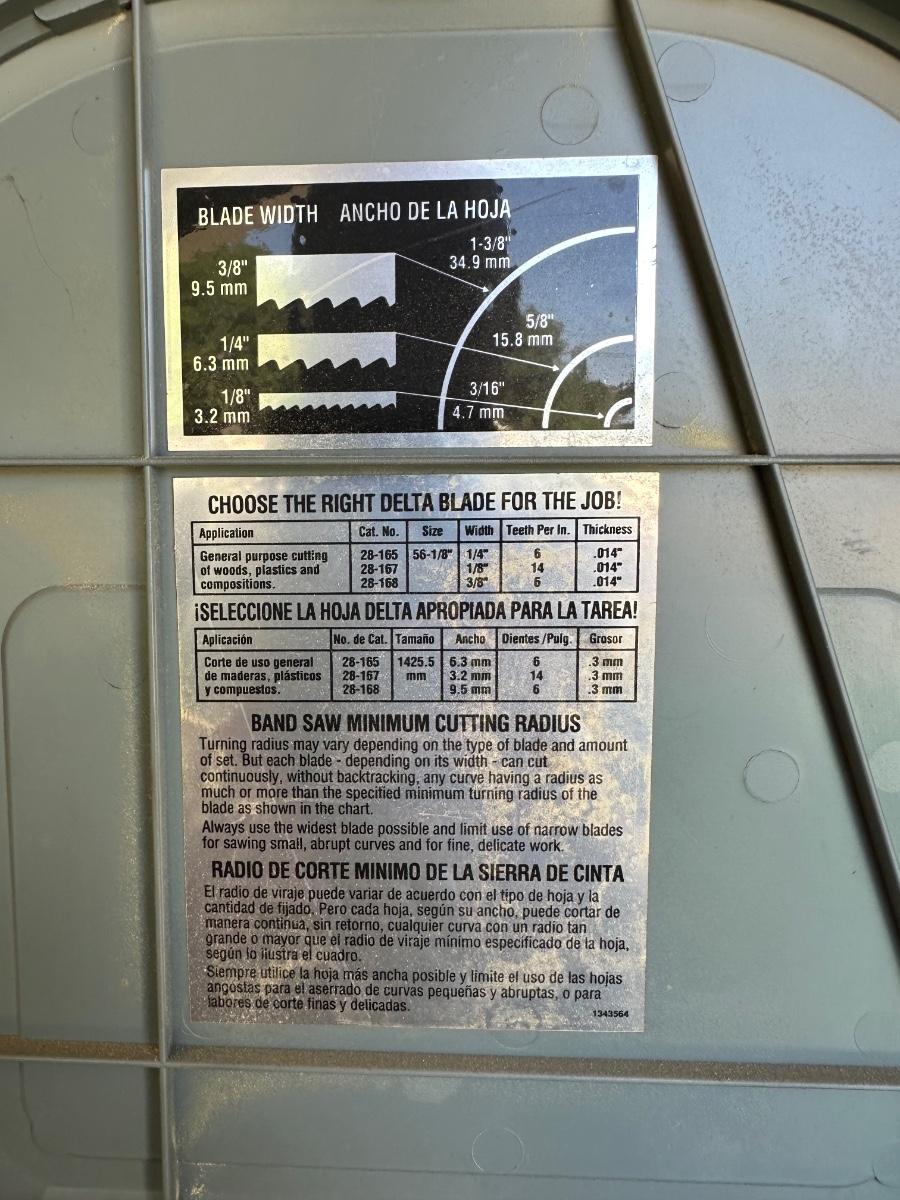 BLADE WIDTH ANCHO DE LA HOJA
3/8"
9.5 mm
1-3/8"
34.9 mm
1/4"
6.3 mm
5/8"
15.8 mm
1/8"
3.2 mm
3/16"
4.7 mm
CHOOSE THE RIGHT DELTA BLADE FOR THE JOB!
Application Cat. No. Size Width Teeth Per In. Thickness
General purpose cutting 28-165 56-1/8" 1/4" 6 .014"
of woods, plastics and 28-167 1/8" 14 .014"
compositions. 28-168 3/8" 6 .014"
¡SELECCIONE LA HOJA DELTA APROPIADA PARA LA TAREA!
Aplicación No. de Cat. Tamaño Ancho Dientes /Pulg. Grosor
Corte de uso general 28-165 1425.5 6.3 mm 6 .3 mm
de maderas, plásticos 28-167 mm 3.2 mm 14 .3 mm
y compuestos. 28-168 9.5 mm 6 .3 mm
BAND SAW MINIMUM CUTTING RADIUS
Turning radius may vary depending on the type of blade and amount
of set. But each blade - depending on its width - can cut
continuously, without backtracking, any curve having a radius as
much or more than the specified minimum turning radius of the
blade as shown in the chart.
Always use the widest blade possible and limit use of narrow blades
for sawing small, abrupt curves and for fine, delicate work.
RADIO DE CORTE MINIMO DE LA SIERRA DE CINTA
El radio de viraje puede variar de acuerdo con el tipo de hoja y la
cantidad de fijado. Pero cada hoja, según su ancho, puede cortar de
manera continua, sin retorno, cualquier curva con un radio tan
grande o mayor que el radio de viraje mínimo especificado de la hoja,
según lo ilustra el cuadro.
Siempre utilice la hoja más ancha posible y limite el uso de las hojas
angostas para el aserrado de curvas pequeñas y abruptas, o para
labores de corte finas y delicadas.
1343564